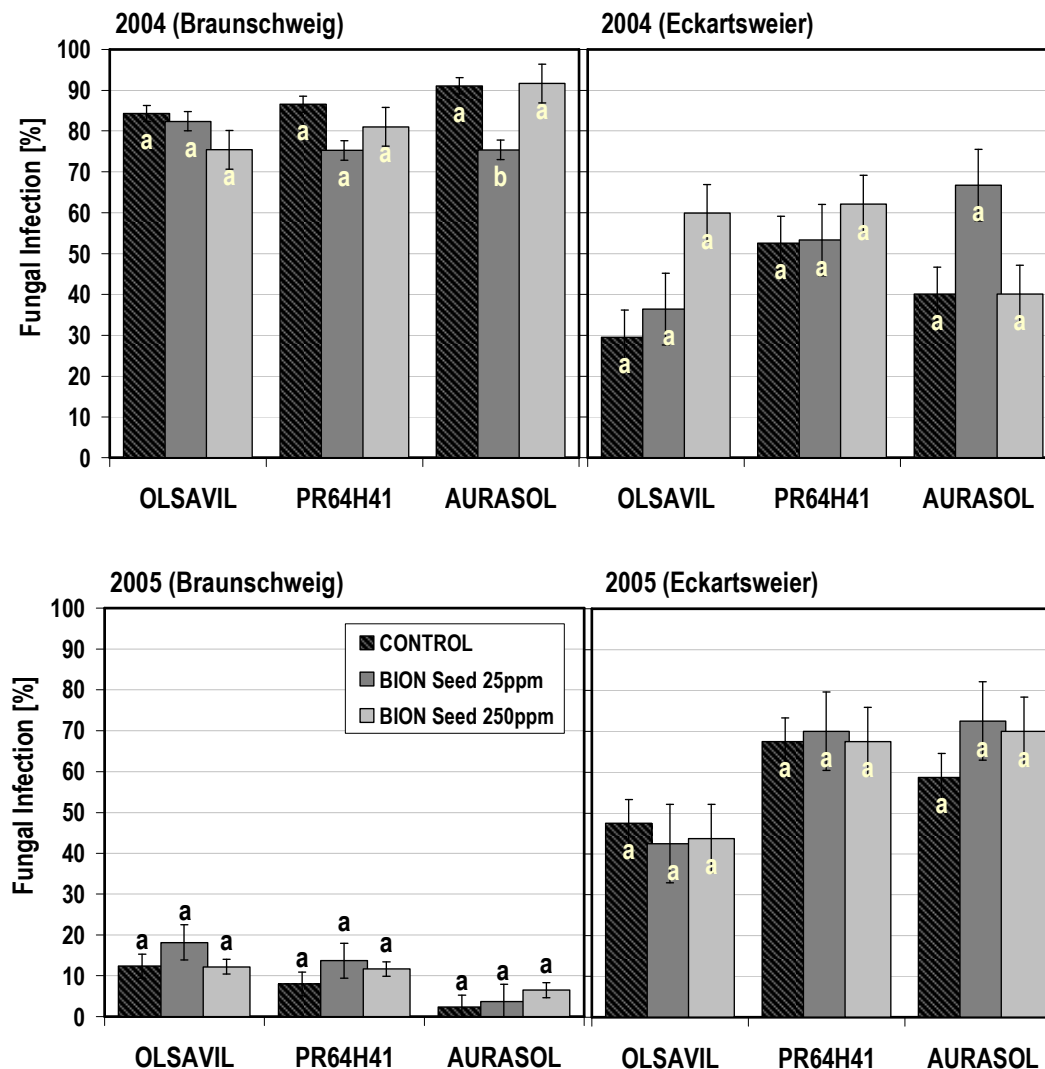 2004 (Braunschweig) 2004 (Eckartsweier)
Fungal Infection [%]
100
90
80
70
60
50
40
30
20
10
0
a a a a a a a b a
a a a a a a a a a
OLSAVIL PR64H41 AURASOL OLSAVIL PR64H41 AURASOL
2005 (Braunschweig) 2005 (Eckartsweier)
Fungal Infection [%]
100
90
80
70
60
50
40
30
20
10
0
CONTROL
BION Seed 25ppm
BION Seed 250ppm
a a a a a a a a a
a a a a a a a a a
OLSAVIL PR64H41 AURASOL OLSAVIL PR64H41 AURASOL